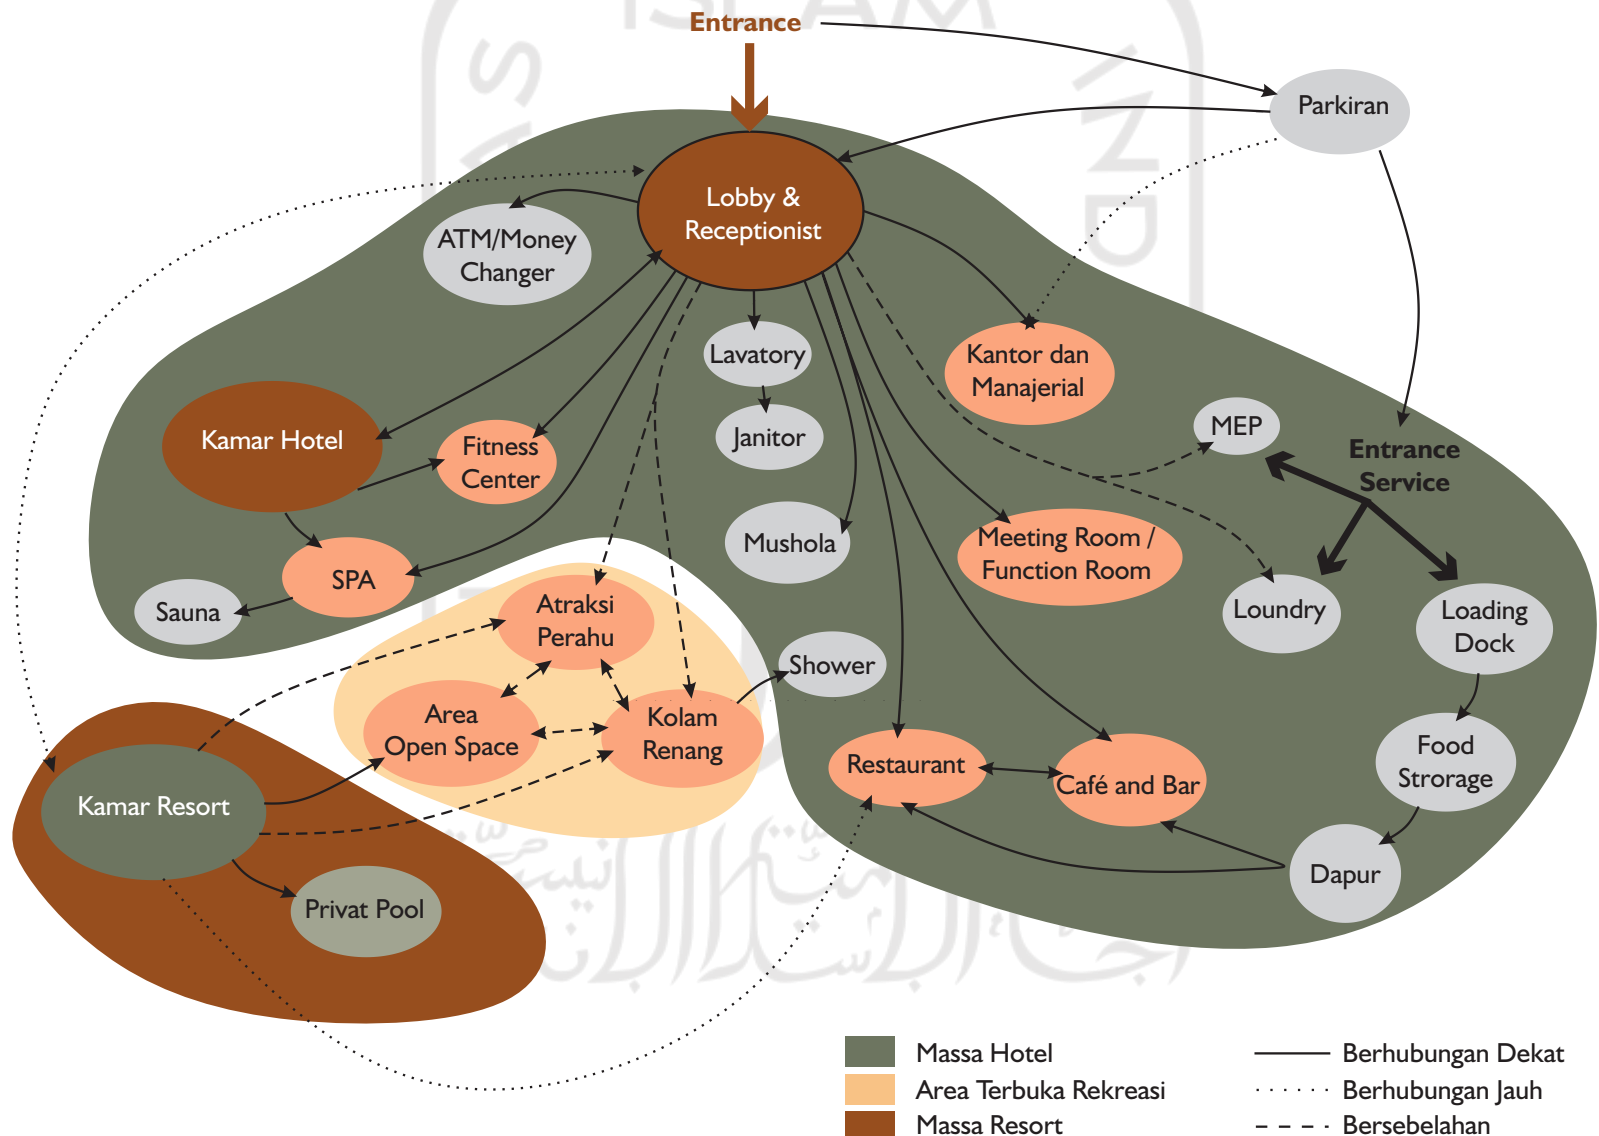 Entrance
Parkiran
Lobby &
Receptionist
ATM/Money
Changer
Lavatory
Kantor dan
Manajerial
Janitor
MEP
Entrance
Service
Kamar Hotel
Fitness
Center
Mushola
Meeting Room /
Function Room
SPA
Sauna
Loundry
Loading
Dock
Atraksi
Perahu
Shower
Area
Open Space
Kolam
Renang
Restaurant
Café and Bar
Food
Strorage
Kamar Resort
Dapur
Privat Pool
Massa Hotel
Area Terbuka Rekreasi
Massa Resort
Berhubungan Dekat
Berhubungan Jauh
Bersebelahan
ISLAM